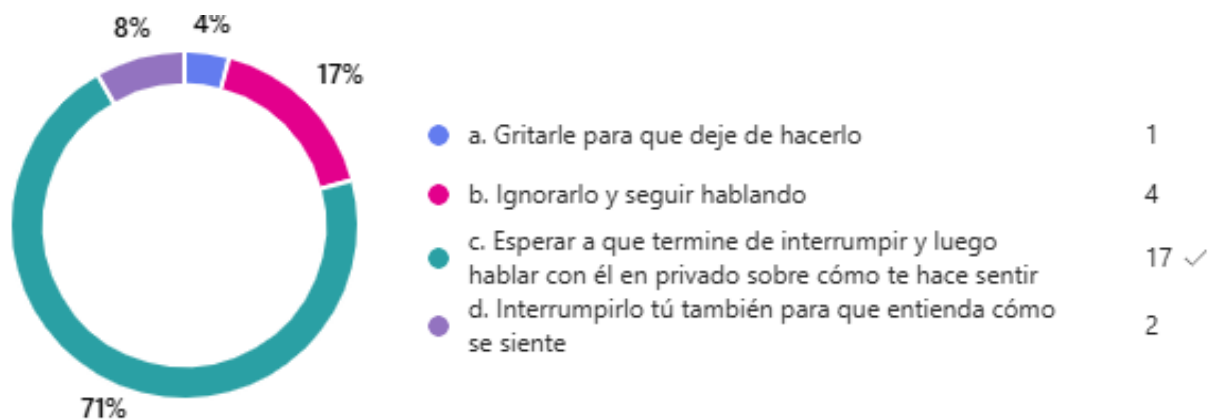 8%
4%
17%
71%
a. Gritarle para que deje de hacerlo 1
b. Ignorarlo y seguir hablando 4
c. Esperar a que termine de interrumpir y luego
hablar con él en privado sobre cómo te hace sentir 17 ✓
d. Interrumpirlo tú también para que entienda cómo
se siente 2